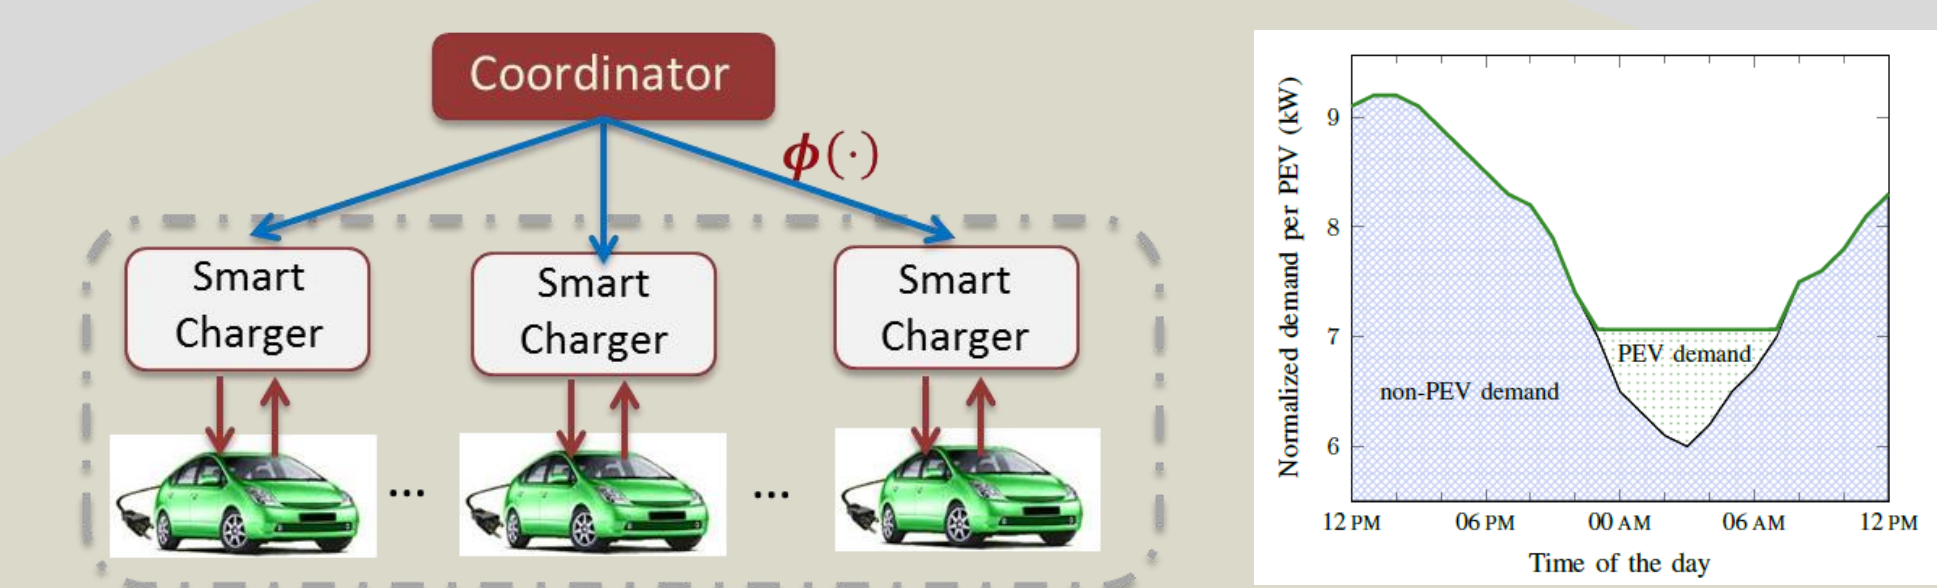 Coordinator
ϕ(·)
Smart
Charger
Smart
Charger
Smart
Charger
...
...
Normalized demand per PEV (kW)
9
8
7
6
PEV demand
non-PEV demand
12 PM
06 PM
00 AM
06 AM
12 PM
Time of the day